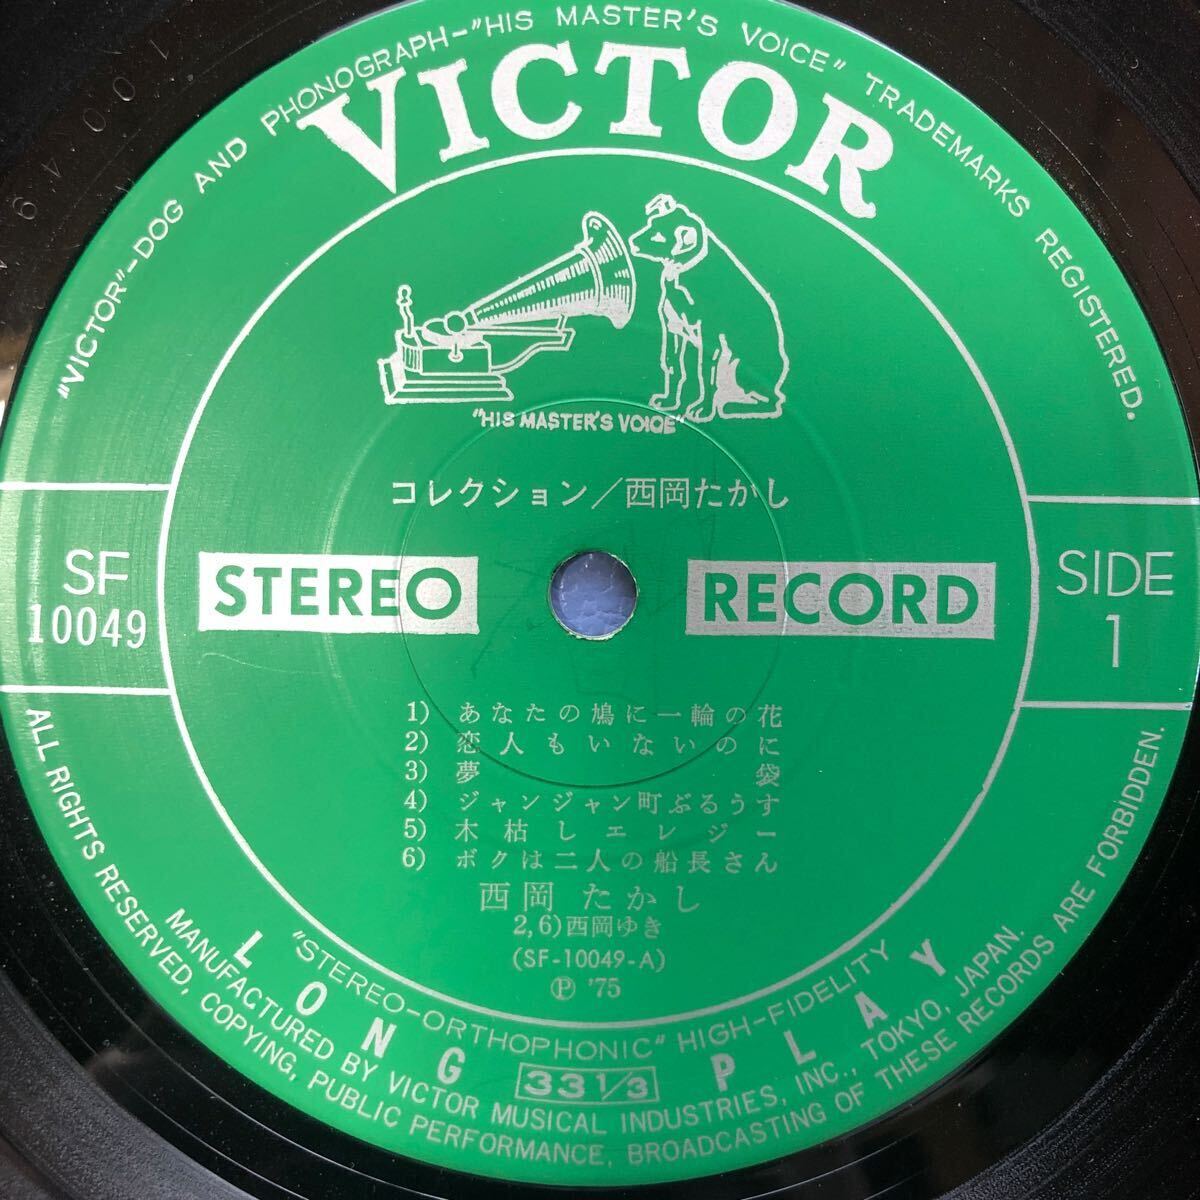 "VICTOR"-DOG AND PHONOGRAPH-"HIS MASTER'S VOICE" TRADEMARKS REGISTERED.
VICTOR
"HIS MASTER'S VOICE"
コレクション/西岡たかし
SF
10049
STEREO
RECORD
SIDE
1
1) あなたの鳩に一輪の花
2) 恋人もいないのに
3) 夢袋
4) ジャンジャン町ぶるうす
5) 木枯しエレジー
6) ボクは二人の船長さん
西岡 たかし
2,6)西岡ゆき
(SF-10049-A)
Ⓟ '75
"STEREO-ORTHOPHONIC" HIGH-FIDELITY
LONG PLAY
33 1/3
MANUFACTURED BY VICTOR MUSICAL INDUSTRIES, INC., TOKYO, JAPAN.
ALL RIGHTS RESERVED, COPYING, PUBLIC PERFORMANCE, BROADCASTING OF THESE RECORDS ARE FORBIDDEN.